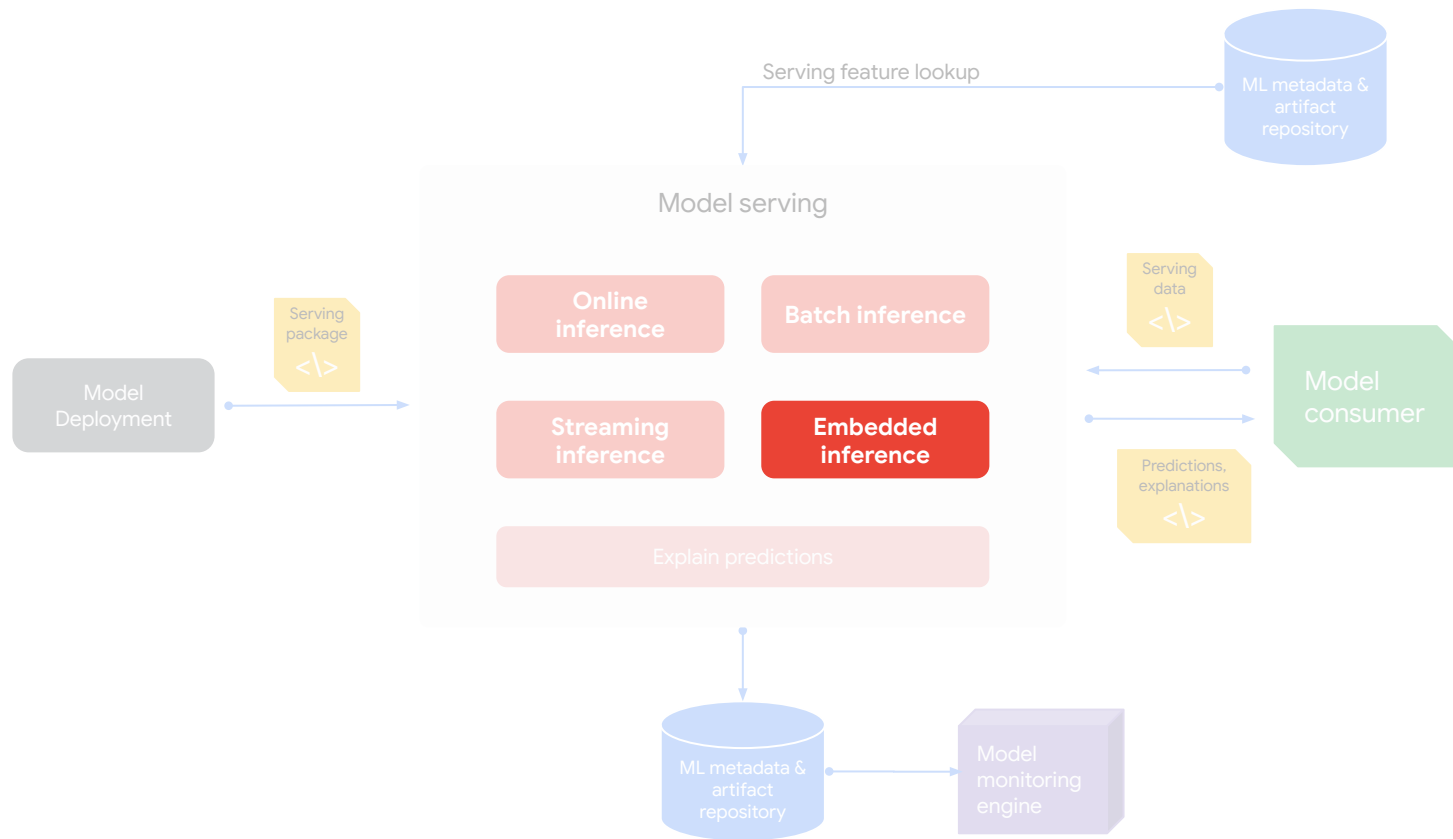 Serving feature lookup
ML metadata &
artifact
repository
Model serving
Online
inference
Batch inference
Serving
data
<\>
Serving
package
<\>
Model
Deployment
Streaming
inference
Embedded
inference
Model
consumer
Predictions,
explanations
<\>
Explain predictions
ML metadata &
artifact
repository
Model
monitoring
engine